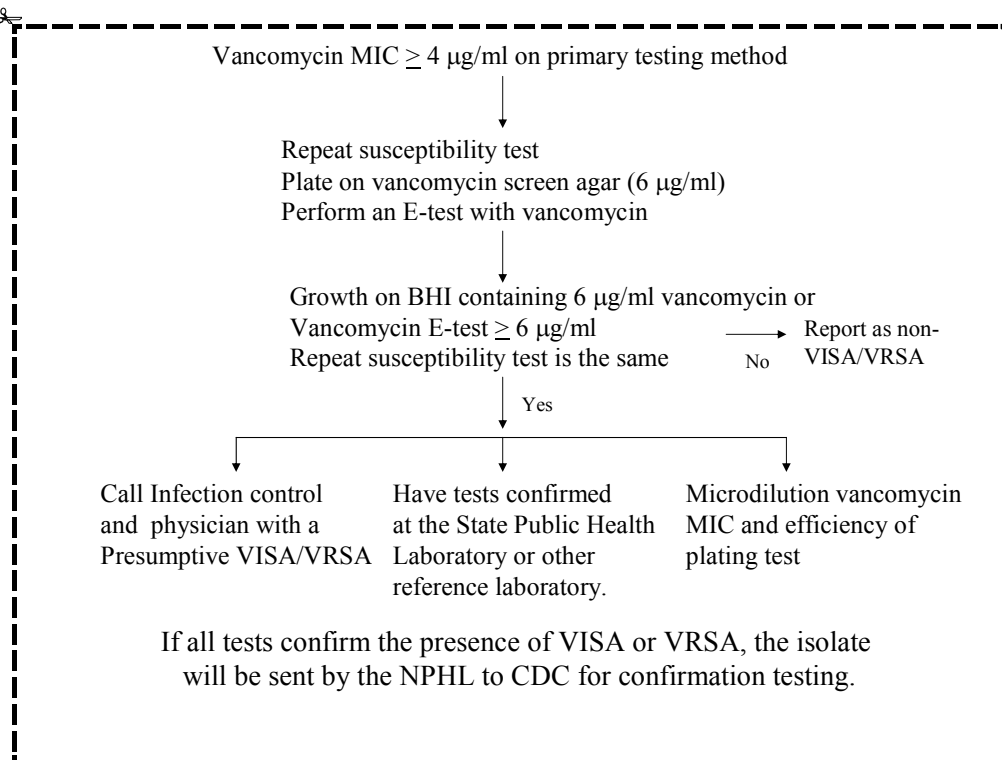 Vancomycin MIC ≥ 4 μg/ml on primary testing method
Repeat susceptibility test
Plate on vancomycin screen agar (6 μg/ml)
Perform an E-test with vancomycin
Growth on BHI containing 6 μg/ml vancomycin or
Vancomycin E-test ≥ 6 μg/ml
Repeat susceptibility test is the same
No
Report as non-
VISA/VRSA
Yes
Call Infection control
and physician with a
Presumptive VISA/VRSA
Have tests confirmed
at the State Public Health
Laboratory or other
reference laboratory.
Microdilution vancomycin
MIC and efficiency of
plating test
If all tests confirm the presence of VISA or VRSA, the isolate
will be sent by the NPHL to CDC for confirmation testing.